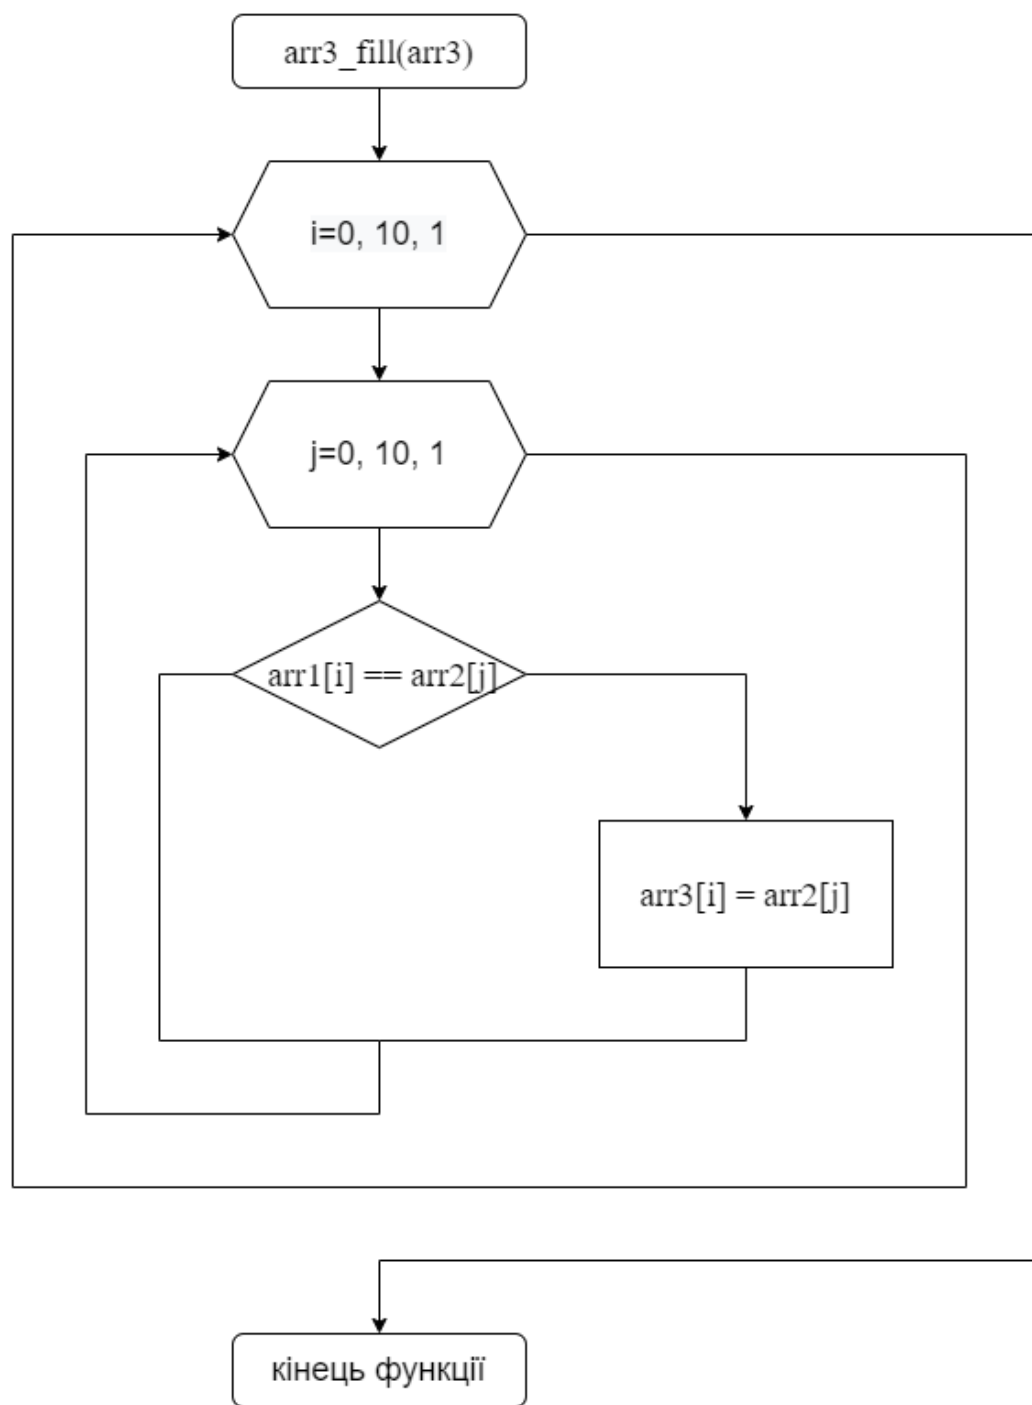 arr3_fill(arr3)
i=0, 10, 1
j=0, 10, 1
arr1[i] == arr2[j]
arr3[i] = arr2[j]
кінець функції